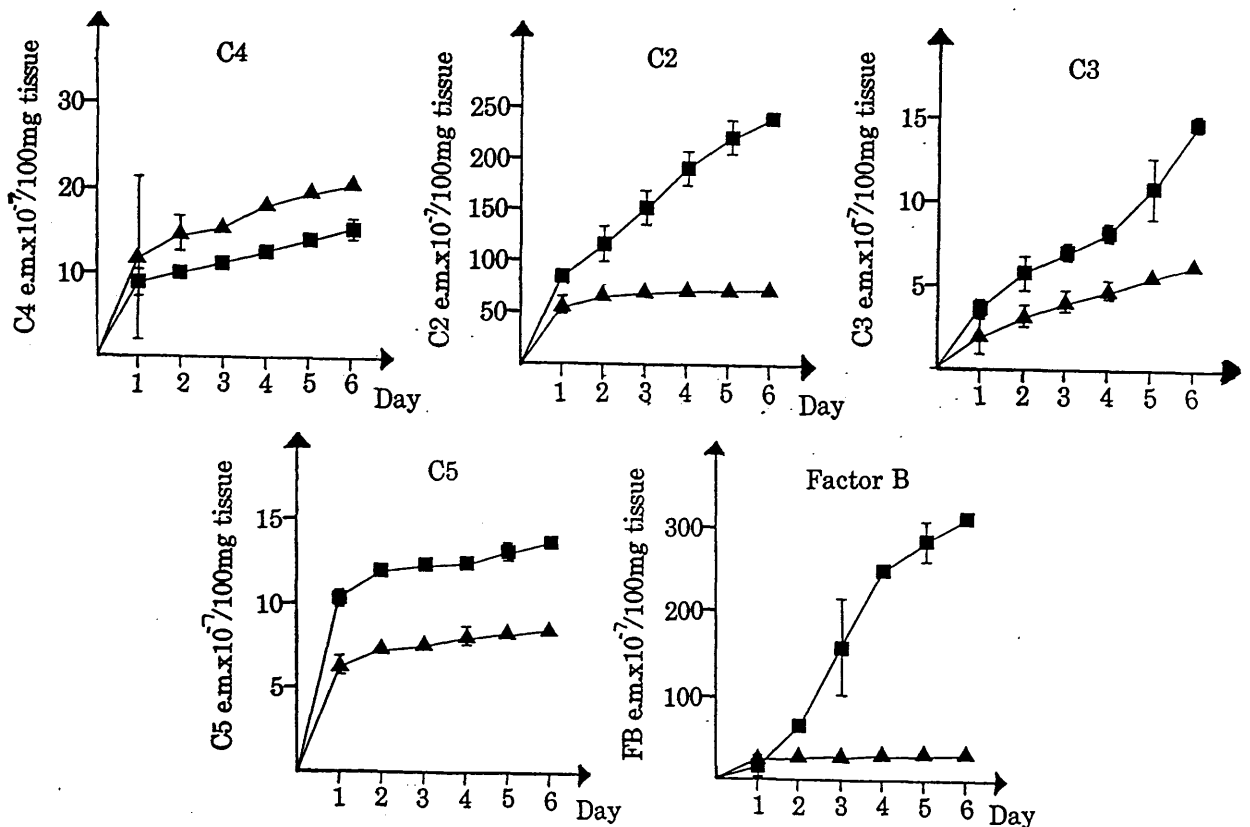 C4
C4 e.m.x10⁻⁷/100mg tissue
30
20
10
1 2 3 4 5 6
Day
C2
C2 e.m.x10⁻⁷/100mg tissue
250
200
150
100
50
1 2 3 4 5 6
Day
C3
C3 e.m.x10⁻⁷/100mg tissue
15
10
5
1 2 3 4 5 6
C5
C5 e.m.x10⁻⁷/100mg tissue
15
10
5
1 2 3 4 5 6
Day
Factor B
FB e.m.x10⁻⁷/100mg tissue
300
200
100
1 2 3 4 5 6
Day